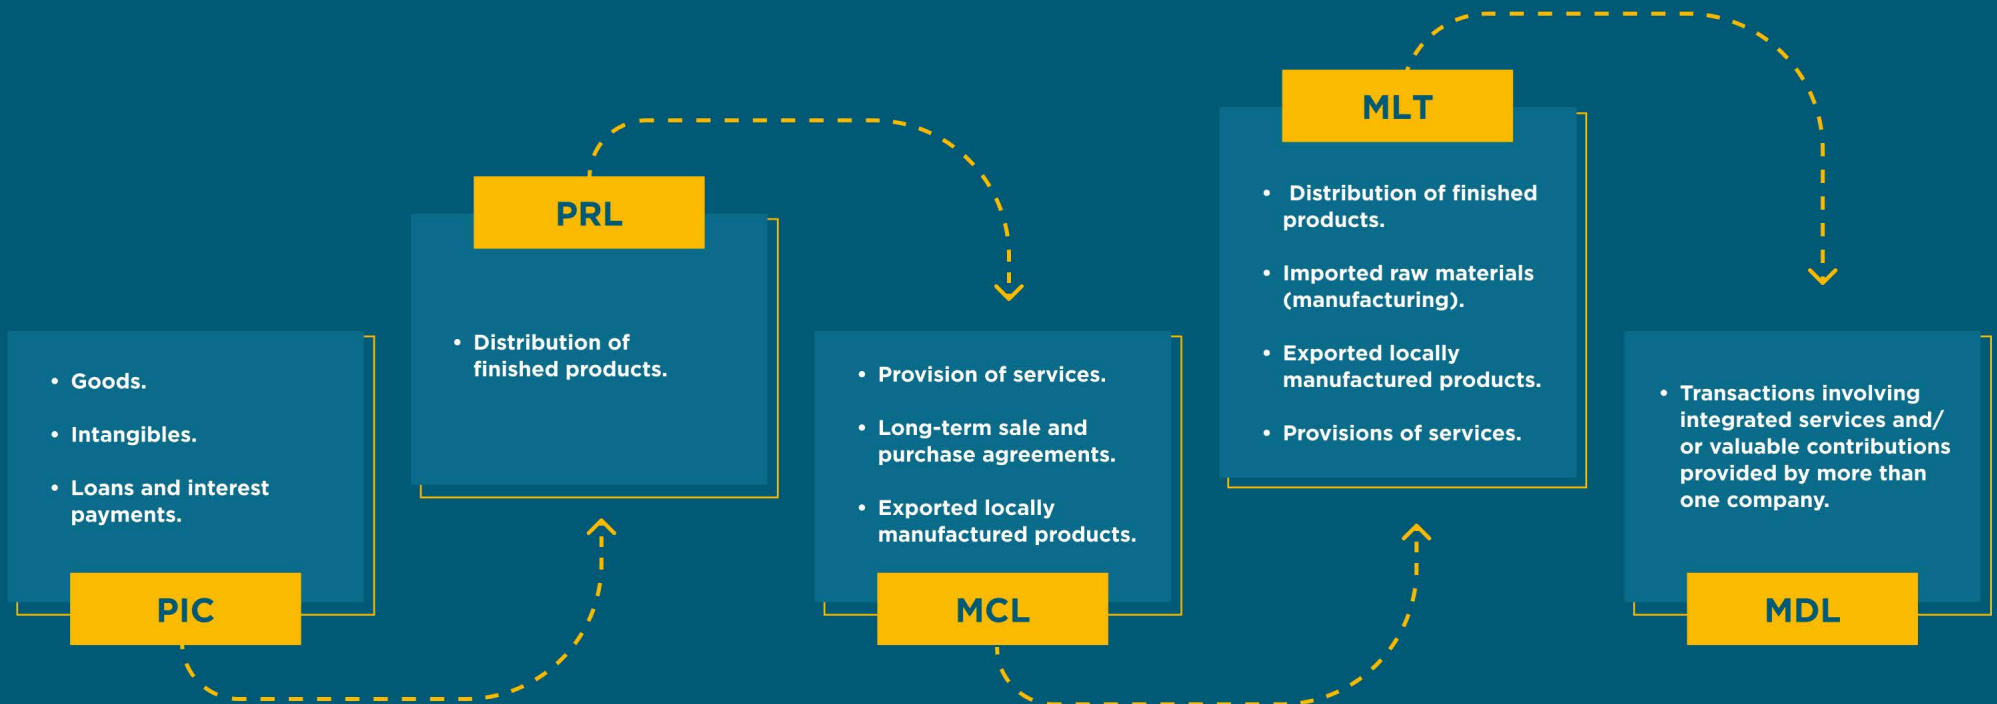 • Goods.
• Intangibles.
• Loans and interest
payments.
PIC
PRL
• Distribution of
finished products.
• Provision of services.
• Long-term sale and
purchase agreements.
• Exported locally
manufactured products.
MCL
MLT
• Distribution of finished
products.
• Imported raw materials
(manufacturing).
• Exported locally
manufactured products.
• Provisions of services.
• Transactions involving
integrated services and/
or valuable contributions
provided by more than
one company.
MDL